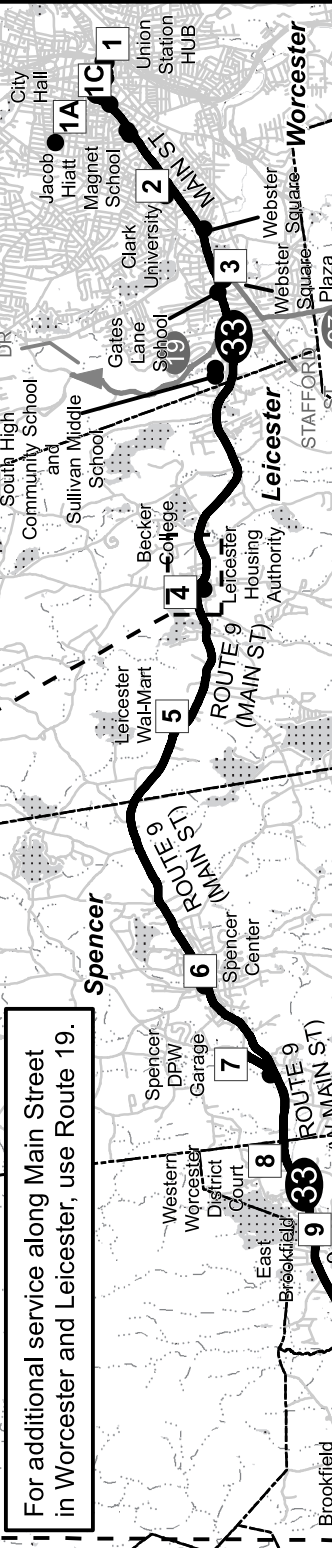 For additional service along Main Street
in Worcester and Leicester, use Route 19.
Brookfield
East
Brookfield
9
33
8
Western
Worcester
District
Court
ROUTE 9
7
Spencer
DPW
Garage
6
Spencer
Center
Spencer
ROUTE 9
(MAIN ST)
5
Leicester
Wal-Mart
ROUTE 9
(MAIN ST)
4
Becker
College
Leicester
Housing
Authority
Leicester
South High
Community School
and
Sullivan Middle
School
DR
19
33
Gates
Lane
School
STAFFORD
3
Webster
Square
Plaza
Webster
Square
Clark
University
2
MAIN ST
Worcester
Jacob
Hiatt
Magnet
School
1A
City
Hall
1C
1
Union
Station
HUB